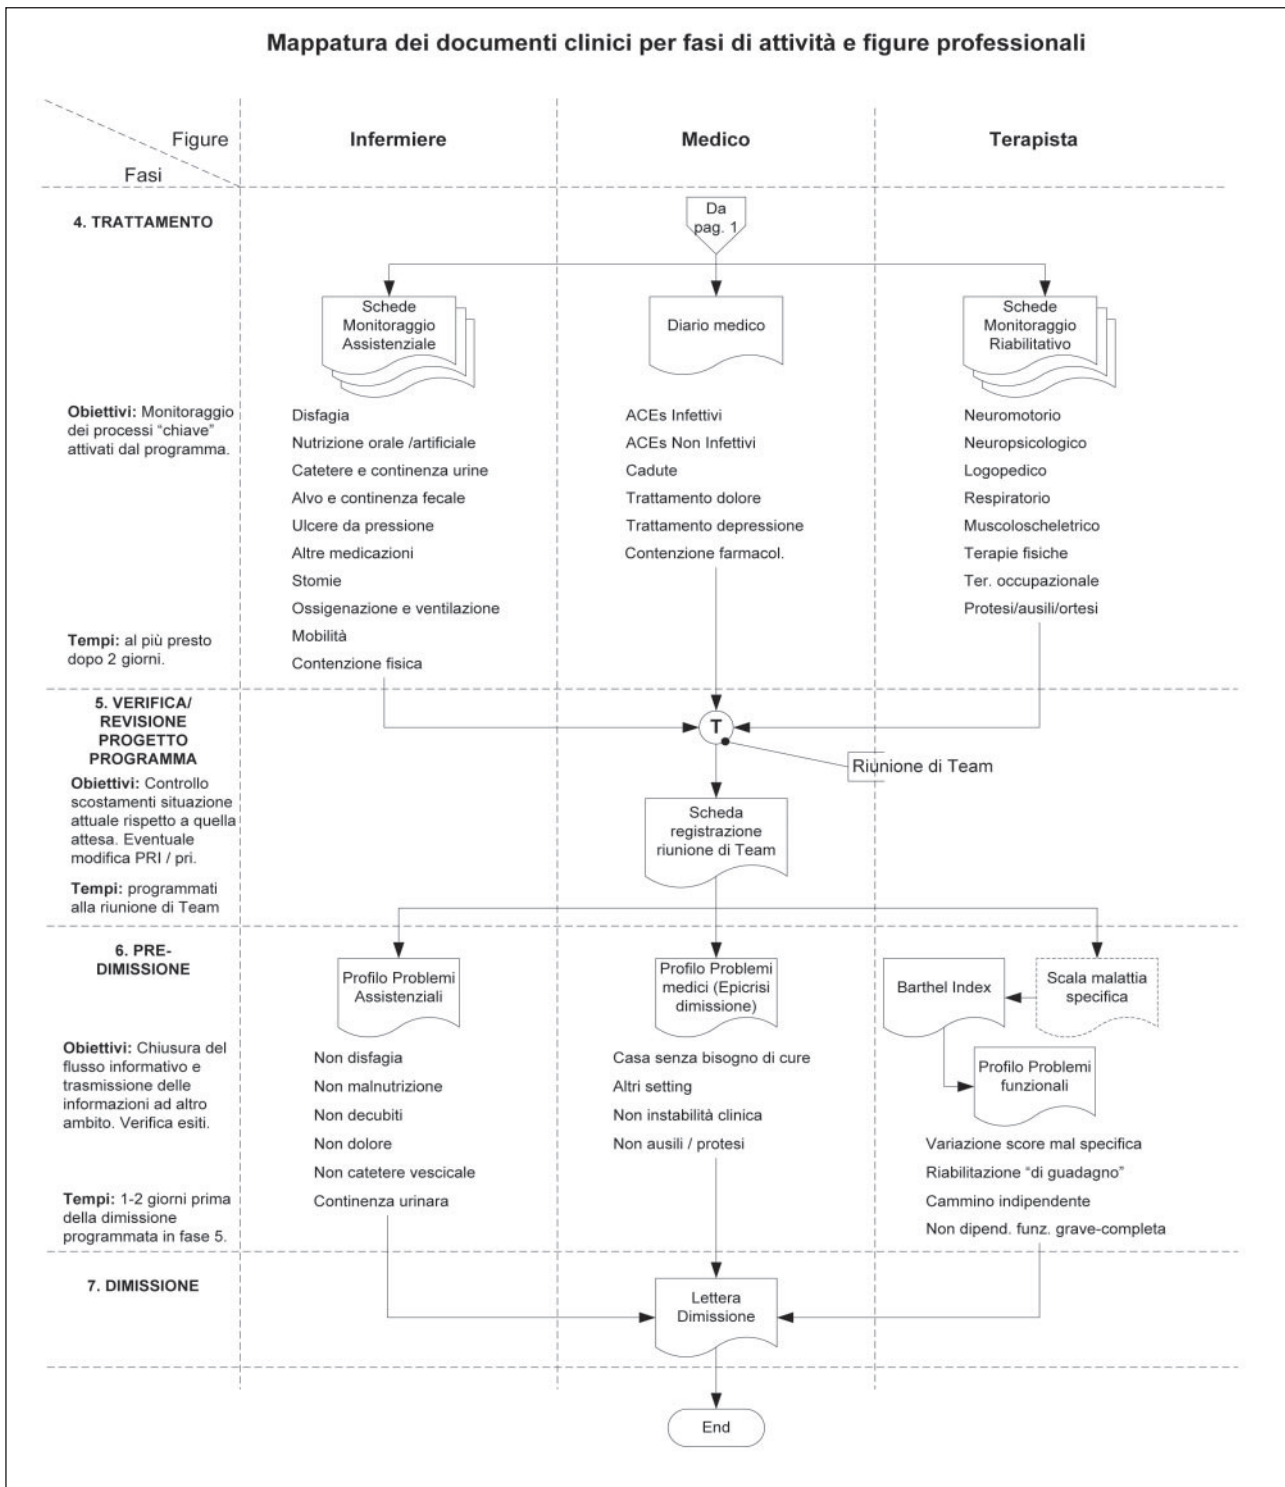 Mappatura dei documenti clinici per fasi di attività e figure professionali
Figure
Fasi
Infermiere
Medico
Terapista
4. TRATTAMENTO
Da
pag. 1
Schede
Monitoraggio
Assistenziale
Diario medico
Schede
Monitoraggio
Riabilitativo
Obiettivi: Monitoraggio
dei processi “chiave”
attivati dal programma.
Tempi: al più presto
dopo 2 giorni.
Disfagia
Nutrizione orale /artificiale
Catetere e continenza urine
Alvo e continenza fecale
Ulcere da pressione
Altre medicazioni
Stomie
Ossigenazione e ventilazione
Mobilità
Contenzione fisica
ACEs Infettivi
ACEs Non Infettivi
Cadute
Trattamento dolore
Trattamento depressione
Contenzione farmacol.
Neuromotorio
Neuropsicologico
Logopedico
Respiratorio
Muscoloscheletrico
Terapie fisiche
Ter. occupazionale
Protesi/ausili/ortesi
5. VERIFICA/
REVISIONE
PROGETTO
PROGRAMMA
Obiettivi: Controllo
scostamenti situazione
attuale rispetto a quella
attesa. Eventuale
modifica PRI / pri.
Tempi: programmati
alla riunione di Team
T
Riunione di Team
Scheda
registrazione
riunione di Team
6. PRE-
DIMISSIONE
Obiettivi: Chiusura del
flusso informativo e
trasmissione delle
informazioni ad altro
ambito. Verifica esiti.
Tempi: 1-2 giorni prima
della dimissione
programmata in fase 5.
Profilo Problemi
Assistenziali
Non disfagia
Non malnutrizione
Non decubiti
Non dolore
Non catetere vescicale
Continenza urinara
Profilo Problemi
medici (Epicrisi
dimissione)
Casa senza bisogno di cure
Altri setting
Non instabilità clinica
Non ausili / protesi
Barthel Index
Scala malattia
specifica
Profilo Problemi
funzionali
Variazione score mal specifica
Riabilitazione “di guadagno”
Cammino indipendente
Non dipend. funz. grave-completa
7. DIMISSIONE
Lettera
Dimissione
End